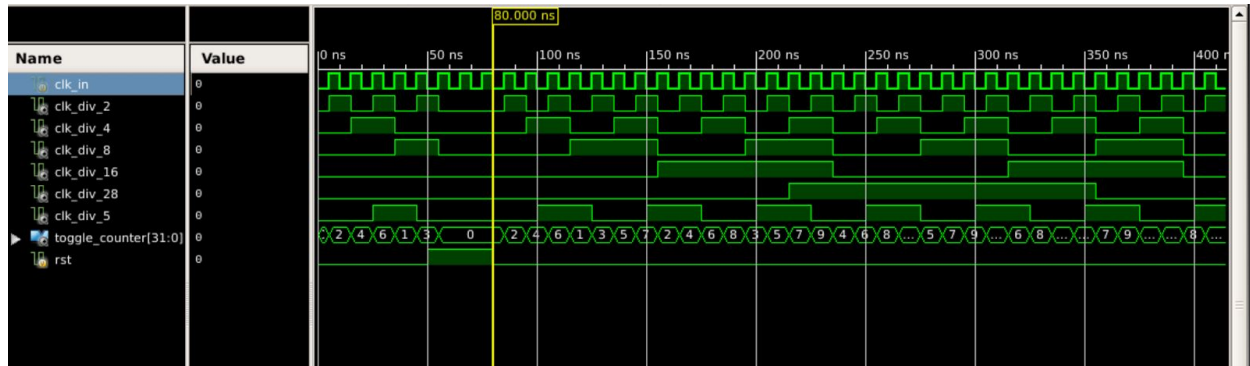 80.000 ns
Name Value
0 ns 50 ns 100 ns 150 ns 200 ns 250 ns 300 ns 350 ns 400 n
clk_in 0
clk_div_2 0
clk_div_4 0
clk_div_8 0
clk_div_16 0
clk_div_28 0
clk_div_5 0
toggle_counter[31:0] 0 2 4 6 1 3 0 2 4 6 1 3 5 7 2 4 6 8 3 5 7 9 4 6 8 ... 5 7 9 ... 6 8 ... ... 7 9 ... ... 8 ...
rst 0